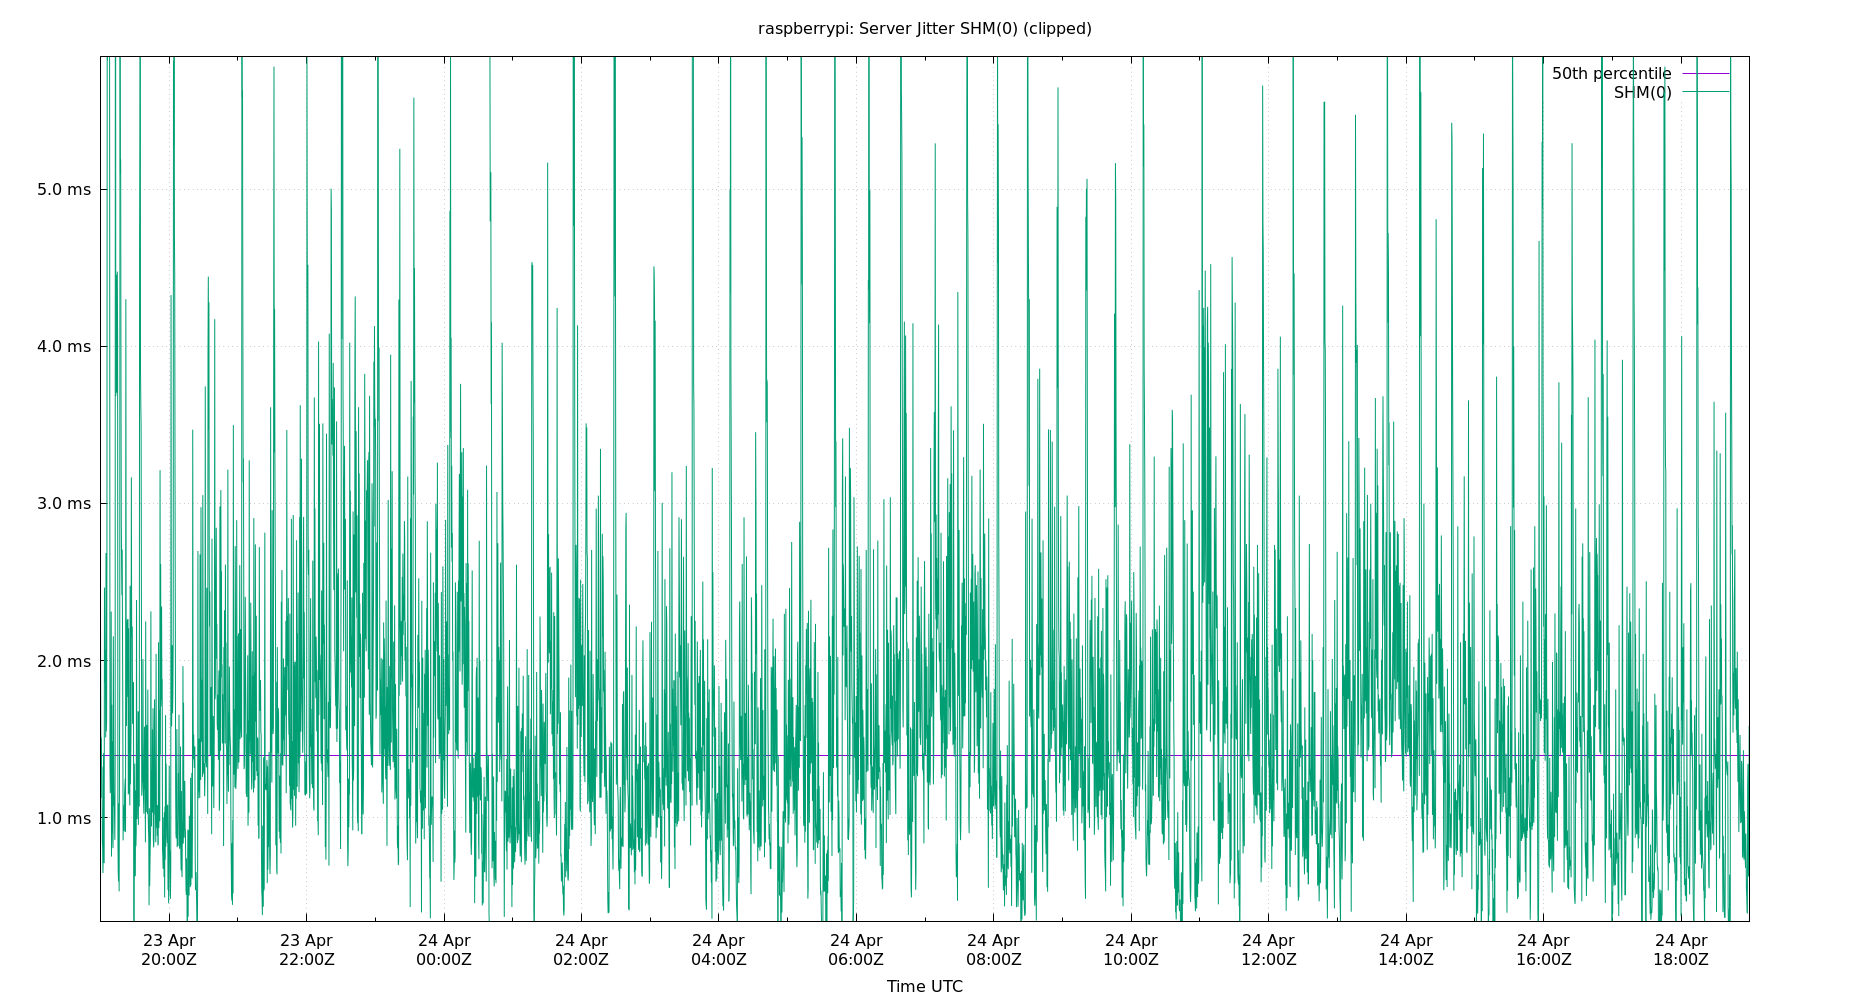 raspberrypi: Server Jitter SHM(0) (clipped)
50th percentile
SHM(0)
5.0 ms
4.0 ms
3.0 ms
2.0 ms
1.0 ms
23 Apr 23 Apr 24 Apr 24 Apr 24 Apr 24 Apr 24 Apr 24 Apr 24 Apr 24 Apr 24 Apr 24 Apr
20:00Z 22:00Z 00:00Z 02:00Z 04:00Z 06:00Z 08:00Z 10:00Z 12:00Z 14:00Z 16:00Z 18:00Z
Time UTC